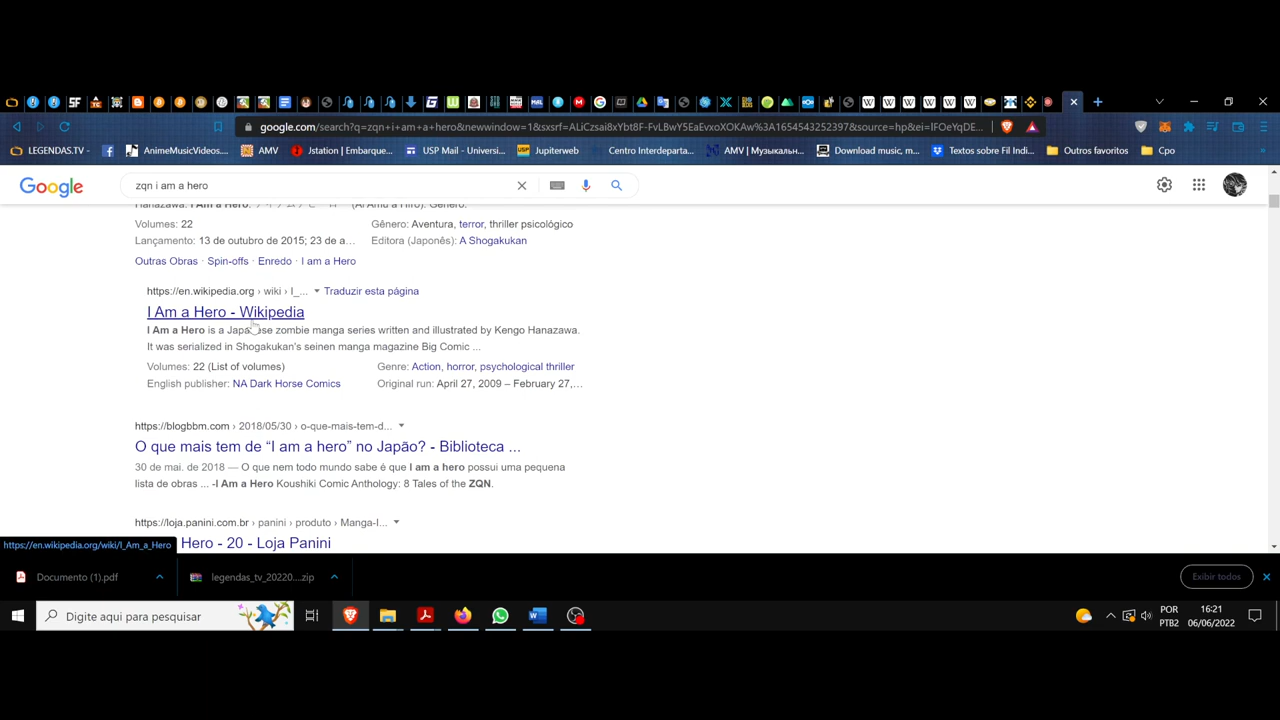 google.com/search?q=zqn+i+am+a+hero&newwindow=1&sxsrf=ALiCzsai8xYbt8F-FvLBwY5EaEvxoXOKAw%3A1654543252397&source=hp&ei=IFOeYqDE...
LEGENDAS.TV - AnimeMusicVideos... AMV Jstation | Embarque... USP Mail - Universi... Jupiterweb Centro Interdeparta... AMV | Музыкальн... Download music, m... Textos sobre Fil Indi... Outros favoritos Cpo
Google zqn i am a hero
Volumes: 22 Gênero: Aventura, terror, thriller psicológico
Lançamento: 13 de outubro de 2015; 23 de a... Editora (Japonês): A Shogakukan
Outras Obras · Spin-offs · Enredo · I am a Hero
https://en.wikipedia.org › wiki › I_... Traduzir esta página
I Am a Hero - Wikipedia
I Am a Hero is a Japanese zombie manga series written and illustrated by Kengo Hanazawa.
It was serialized in Shogakukan's seinen manga magazine Big Comic ...
Volumes: 22 (List of volumes) Genre: Action, horror, psychological thriller
English publisher: NA Dark Horse Comics Original run: April 27, 2009 – February 27,...
https://blogbbm.com › 2018/05/30 › o-que-mais-tem-d...
O que mais tem de “I am a hero” no Japão? - Biblioteca ...
30 de mai. de 2018 — O que nem todo mundo sabe é que I am a hero possui uma pequena
lista de obras ... -I Am a Hero Koushiki Comic Anthology: 8 Tales of the ZQN.
https://loja.panini.com.br › panini › produto › Manga-I...
Hero - 20 - Loja Panini
https://en.wikipedia.org/wiki/I_Am_a_Hero
Documento (1).pdf legendas_tv_20220....zip Exibir todos
Digite aqui para pesquisar
POR 16:21
PTB2 06/06/2022